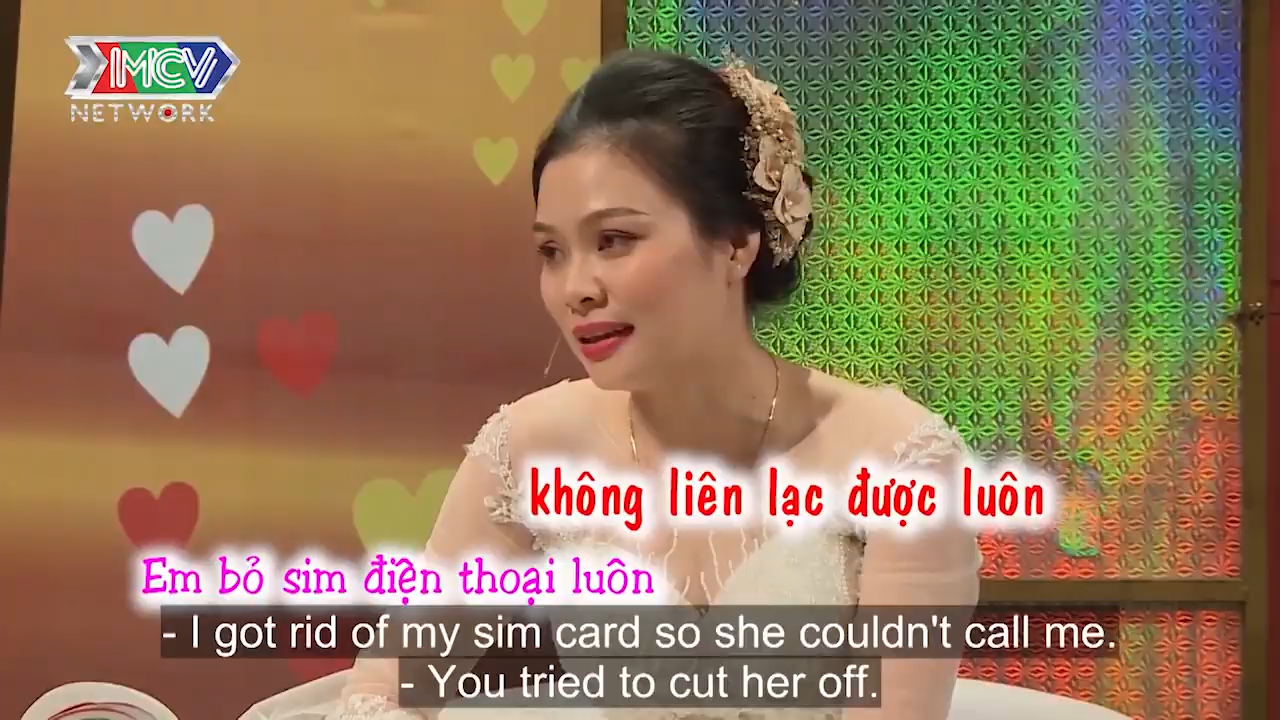 MCV
NETWORK
không liên lạc được luôn
Em bỏ sim điện thoại luôn
- I got rid of my sim card so she couldn't call me.
- You tried to cut her off.